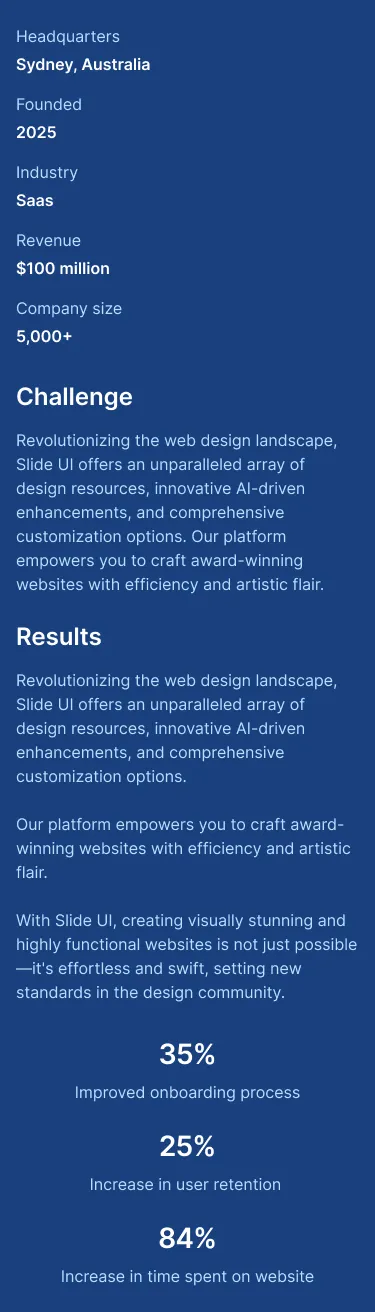 Headquarters
Sydney, Australia
Founded
2025
Industry
Saas
Revenue
$100 million
Company size
5,000+
Challenge
Revolutionizing the web design landscape,
Slide UI offers an unparalleled array of
design resources, innovative AI-driven
enhancements, and comprehensive
customization options. Our platform
empowers you to craft award-winning
websites with efficiency and artistic flair.
Results
Revolutionizing the web design landscape,
Slide UI offers an unparalleled array of
design resources, innovative AI-driven
enhancements, and comprehensive
customization options.
Our platform empowers you to craft award-
winning websites with efficiency and artistic
flair.
With Slide UI, creating visually stunning and
highly functional websites is not just possible
—it's effortless and swift, setting new
standards in the design community.
35%
Improved onboarding process
25%
Increase in user retention
84%
Increase in time spent on website